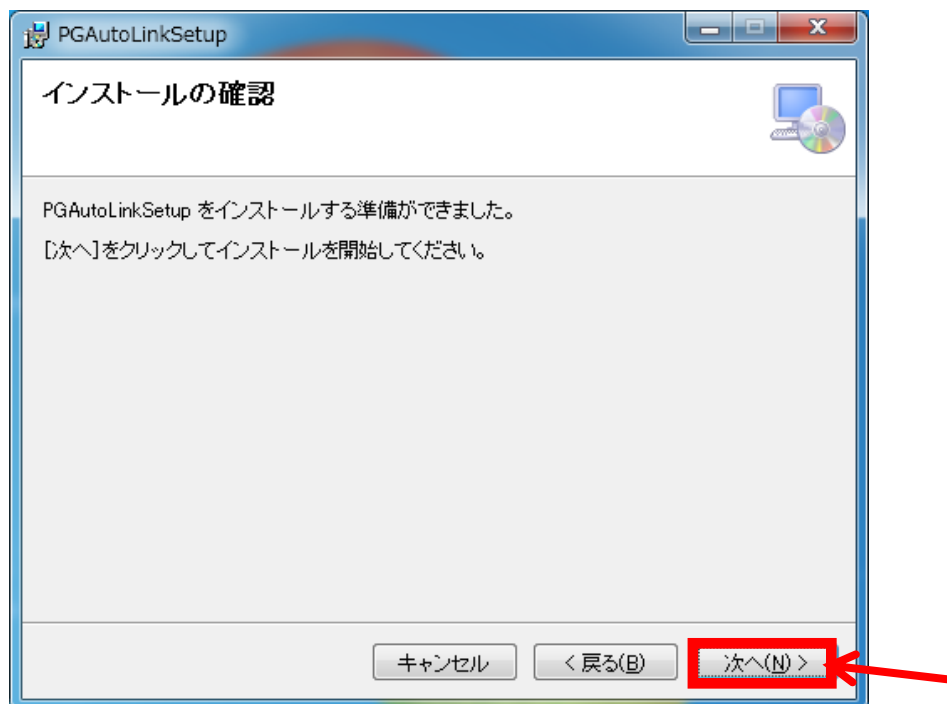 PGAutoLinkSetup
インストールの確認
PGAutoLinkSetup をインストールする準備ができました。
[次へ]をクリックしてインストールを開始してください。
キャンセル
< 戻る(B)
次へ(N) >